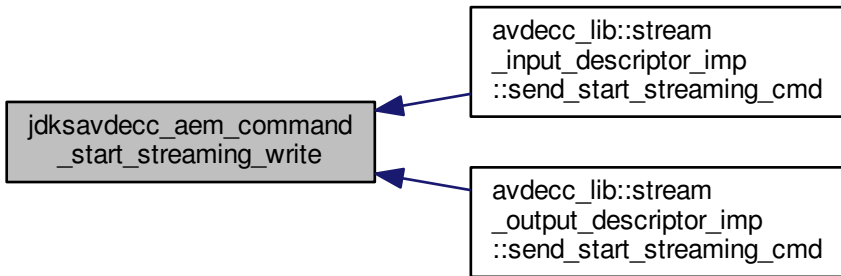 jdksavdecc_aem_command
_start_streaming_write
avdecc_lib::stream
_input_descriptor_imp
::send_start_streaming_cmd
avdecc_lib::stream
_output_descriptor_imp
::send_start_streaming_cmd